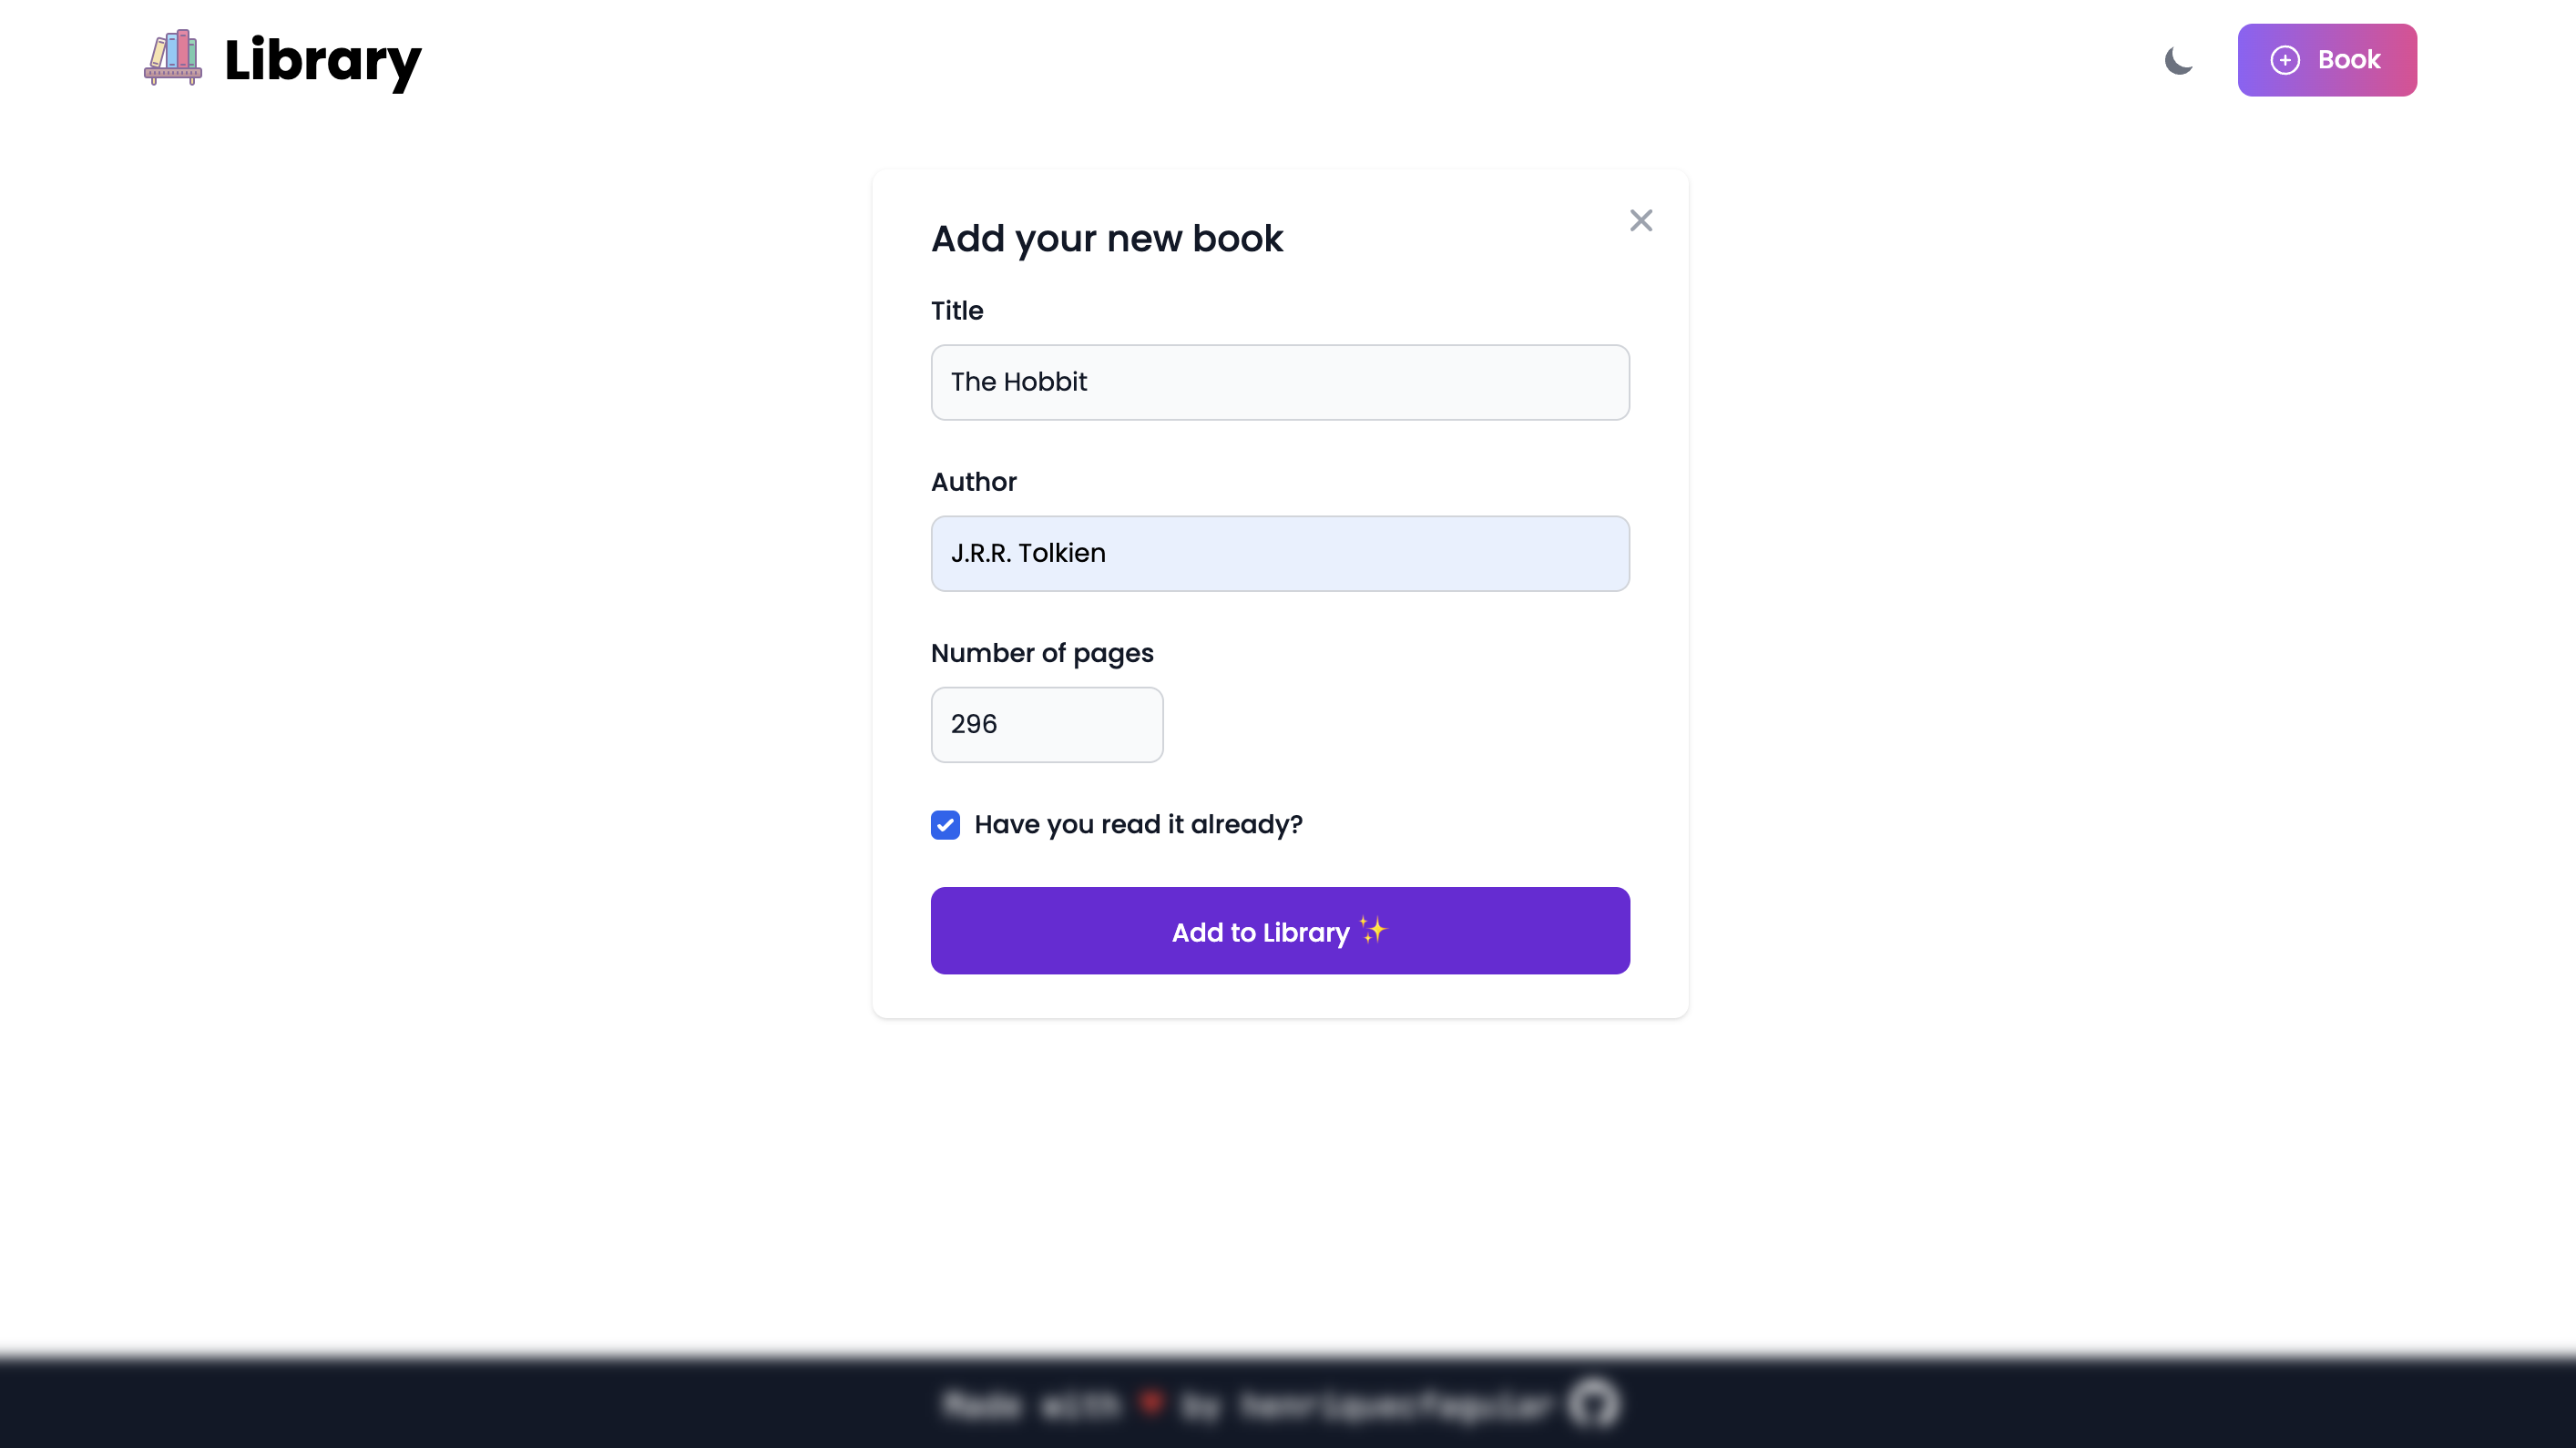 Library
Book
Add your new book
Title
The Hobbit
Author
J.R.R. Tolkien
Number of pages
296
Have you read it already?
Add to Library ✨
Made with ♥ by henriquecfaguiar